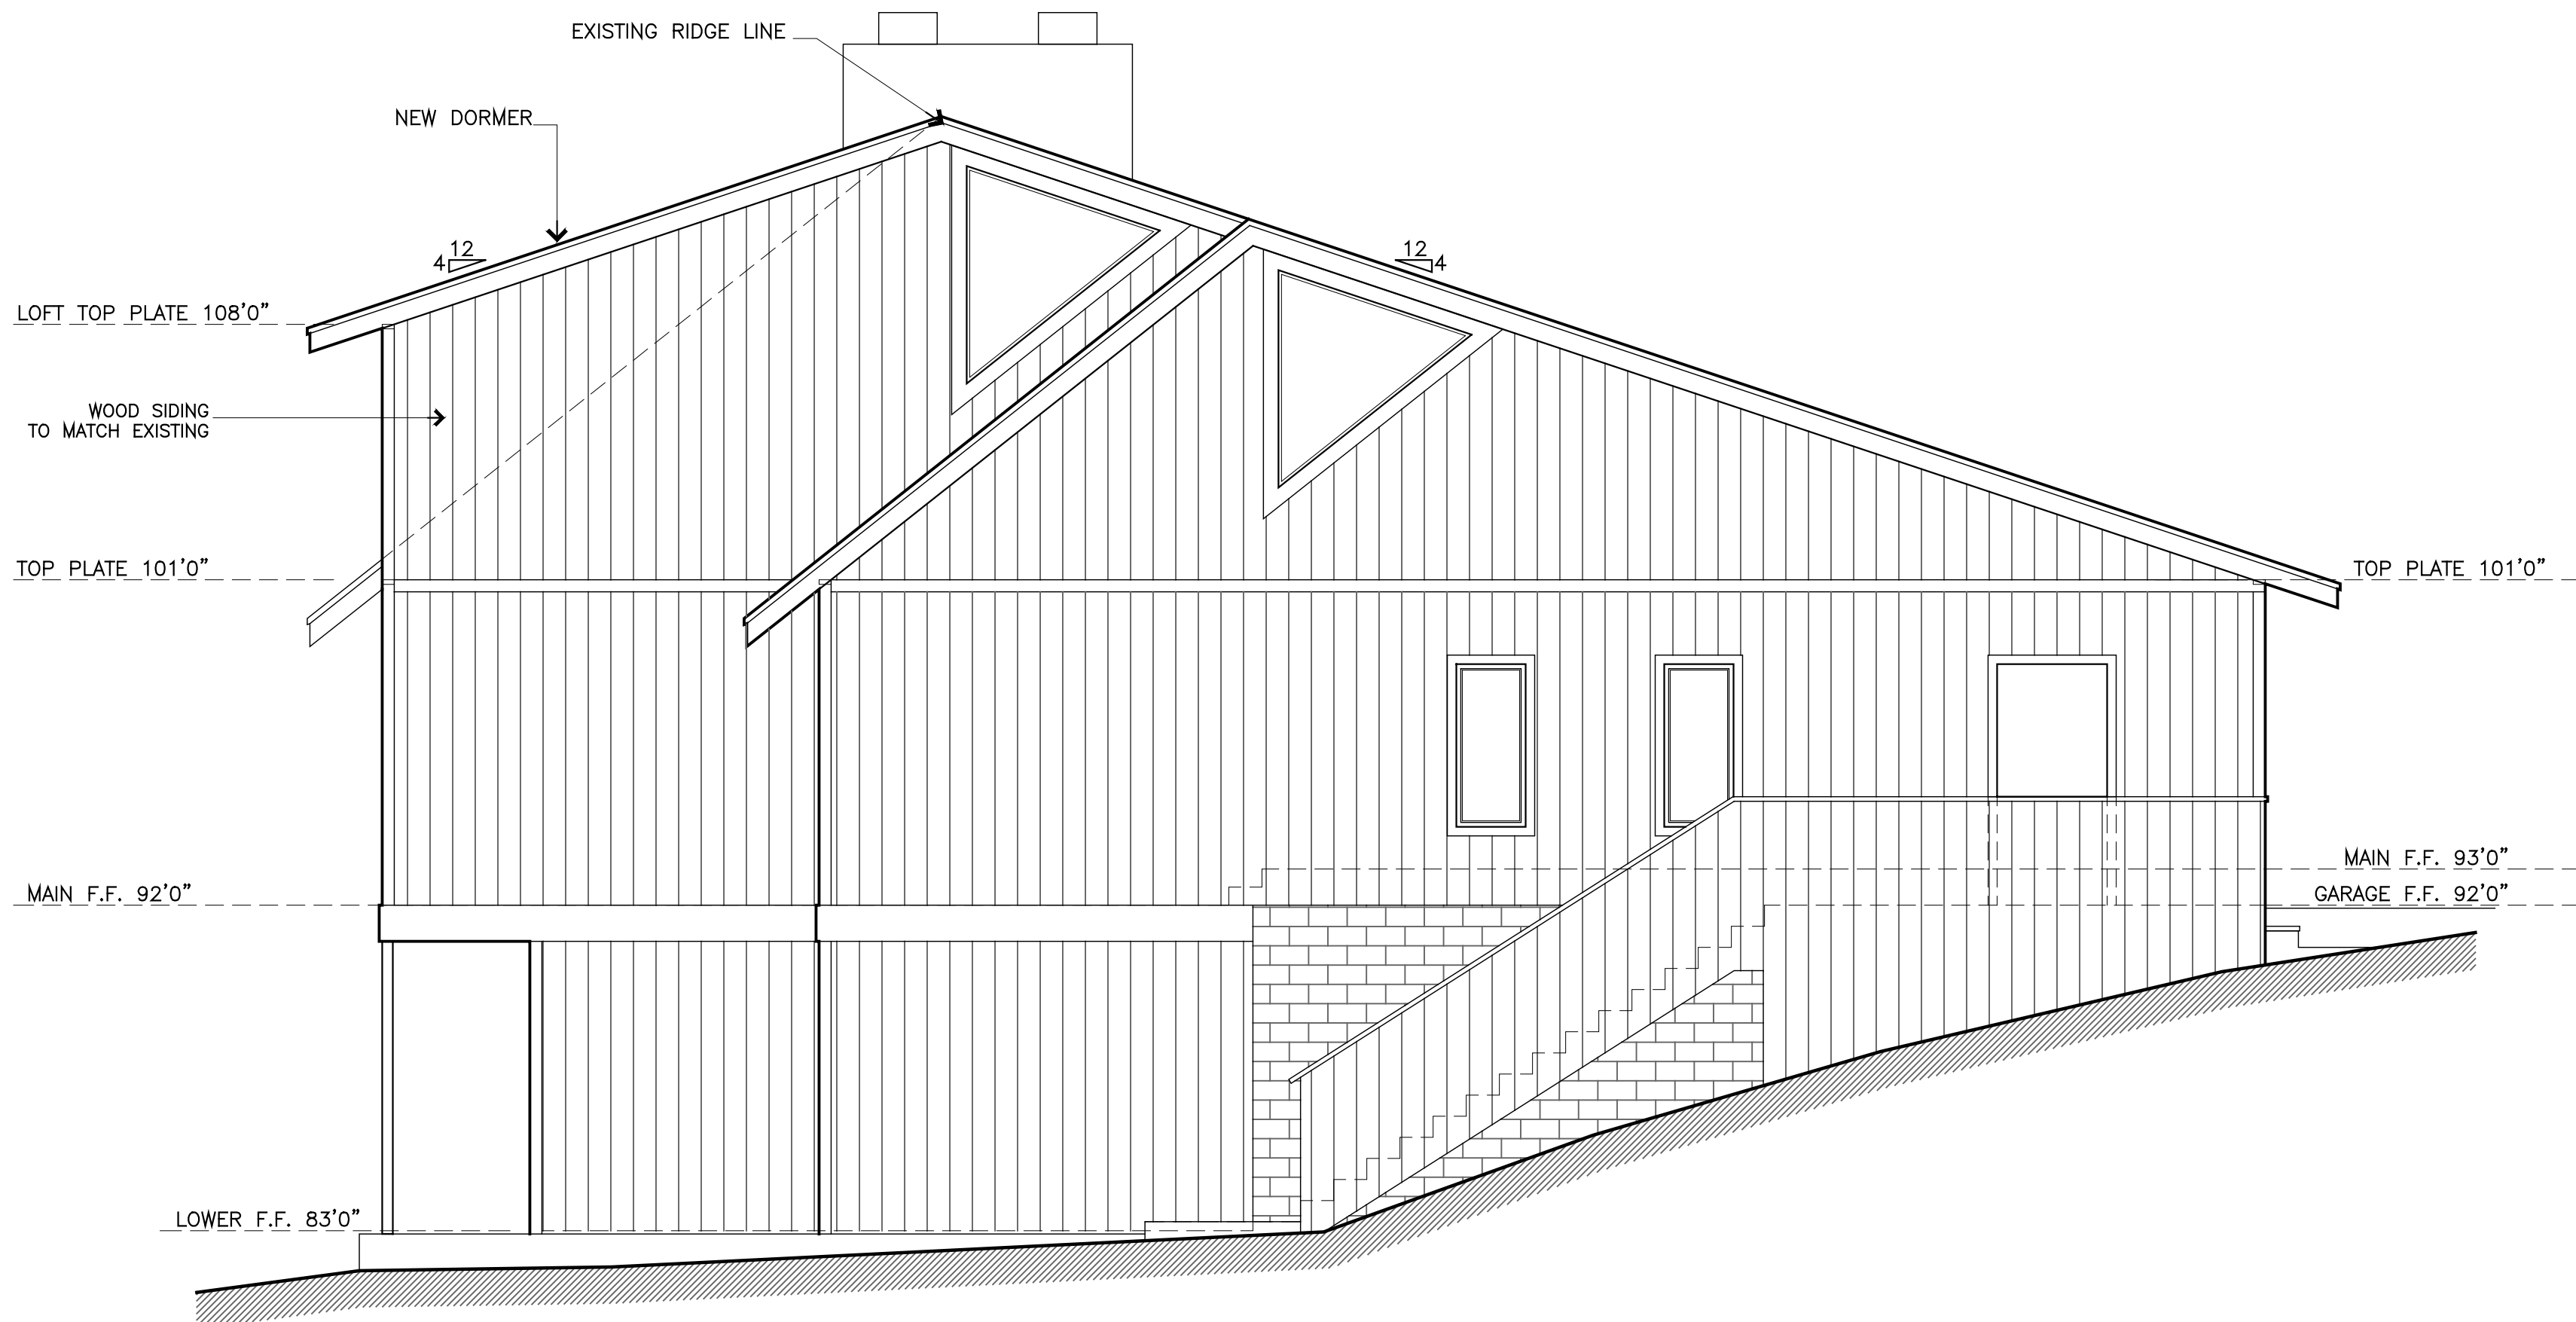 EXISTING RIDGE LINE
NEW DORMER
12
4
12
4
LOFT TOP PLATE 108'0"
WOOD SIDING
TO MATCH EXISTING
TOP PLATE 101'0"
TOP PLATE 101'0"
MAIN F.F. 93'0"
MAIN F.F. 92'0"
GARAGE F.F. 92'0"
LOWER F.F. 83'0"